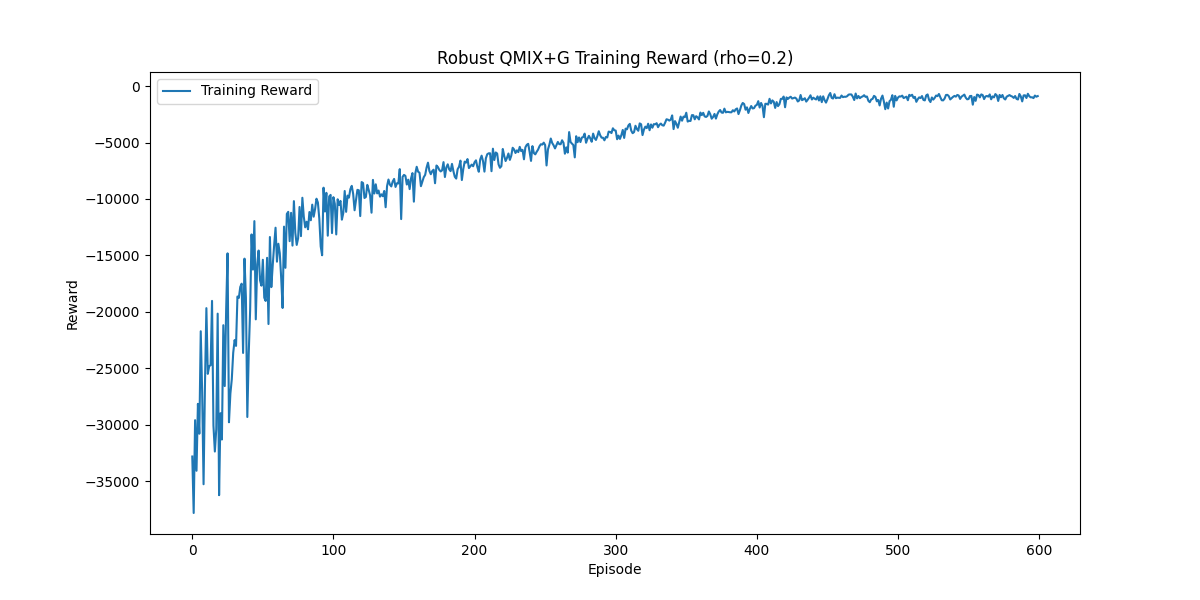 Robust QMIX+G Training Reward (rho=0.2)
Training Reward
0
−5000
−10000
−15000
−20000
−25000
−30000
−35000
Reward
0 100 200 300 400 500 600
Episode